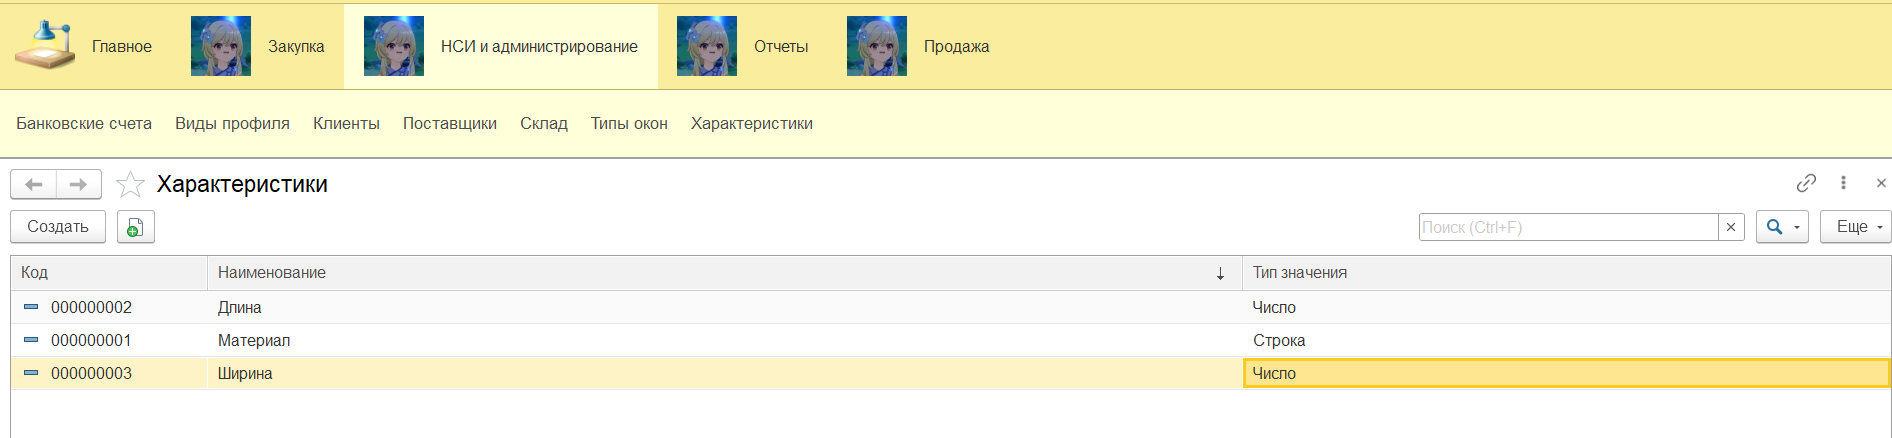 Главное Закупка НСИ и администрирование Отчеты Продажа
Банковские счета Виды профиля Клиенты Поставщики Склад Типы окон Характеристики
Характеристики
Создать Поиск (Ctrl+F) Еще
Код Наименование Тип значения
000000002 Длина Число
000000001 Материал Строка
000000003 Ширина Число